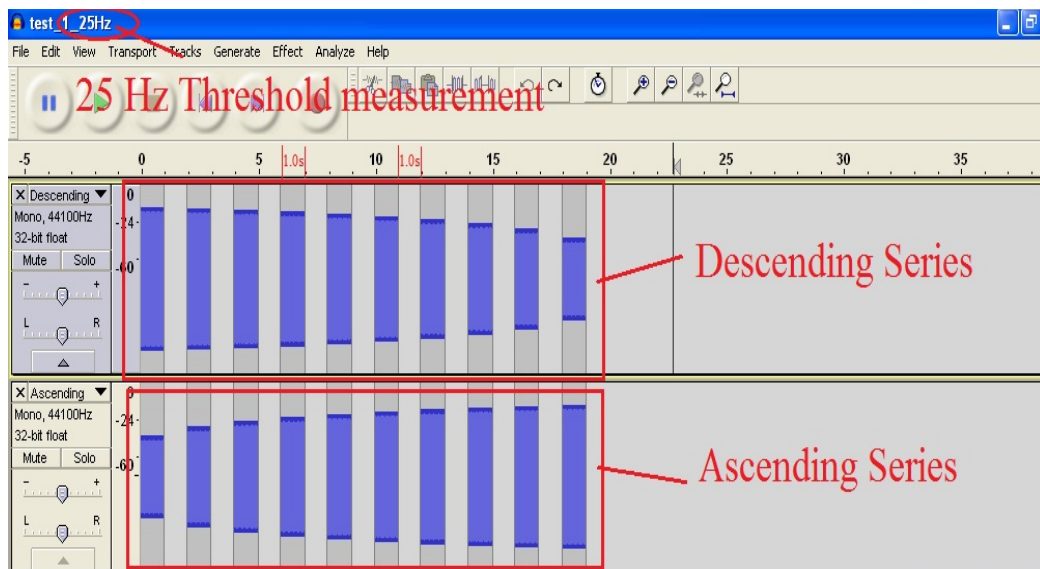 test_1_25Hz
File Edit View Transport Tracks Generate Effect Analyze Help
25 Hz Threshold measurement
-5 0 5 1.0s 10 1.0s 15 20 25 30 35
X Descending
Mono, 44100Hz
32-bit float
Mute Solo
- +
L R
0
-24-
-60-
Descending Series
X Ascending
Mono, 44100Hz
32-bit float
Mute Solo
- +
L R
0
-24-
-60-
Ascending Series